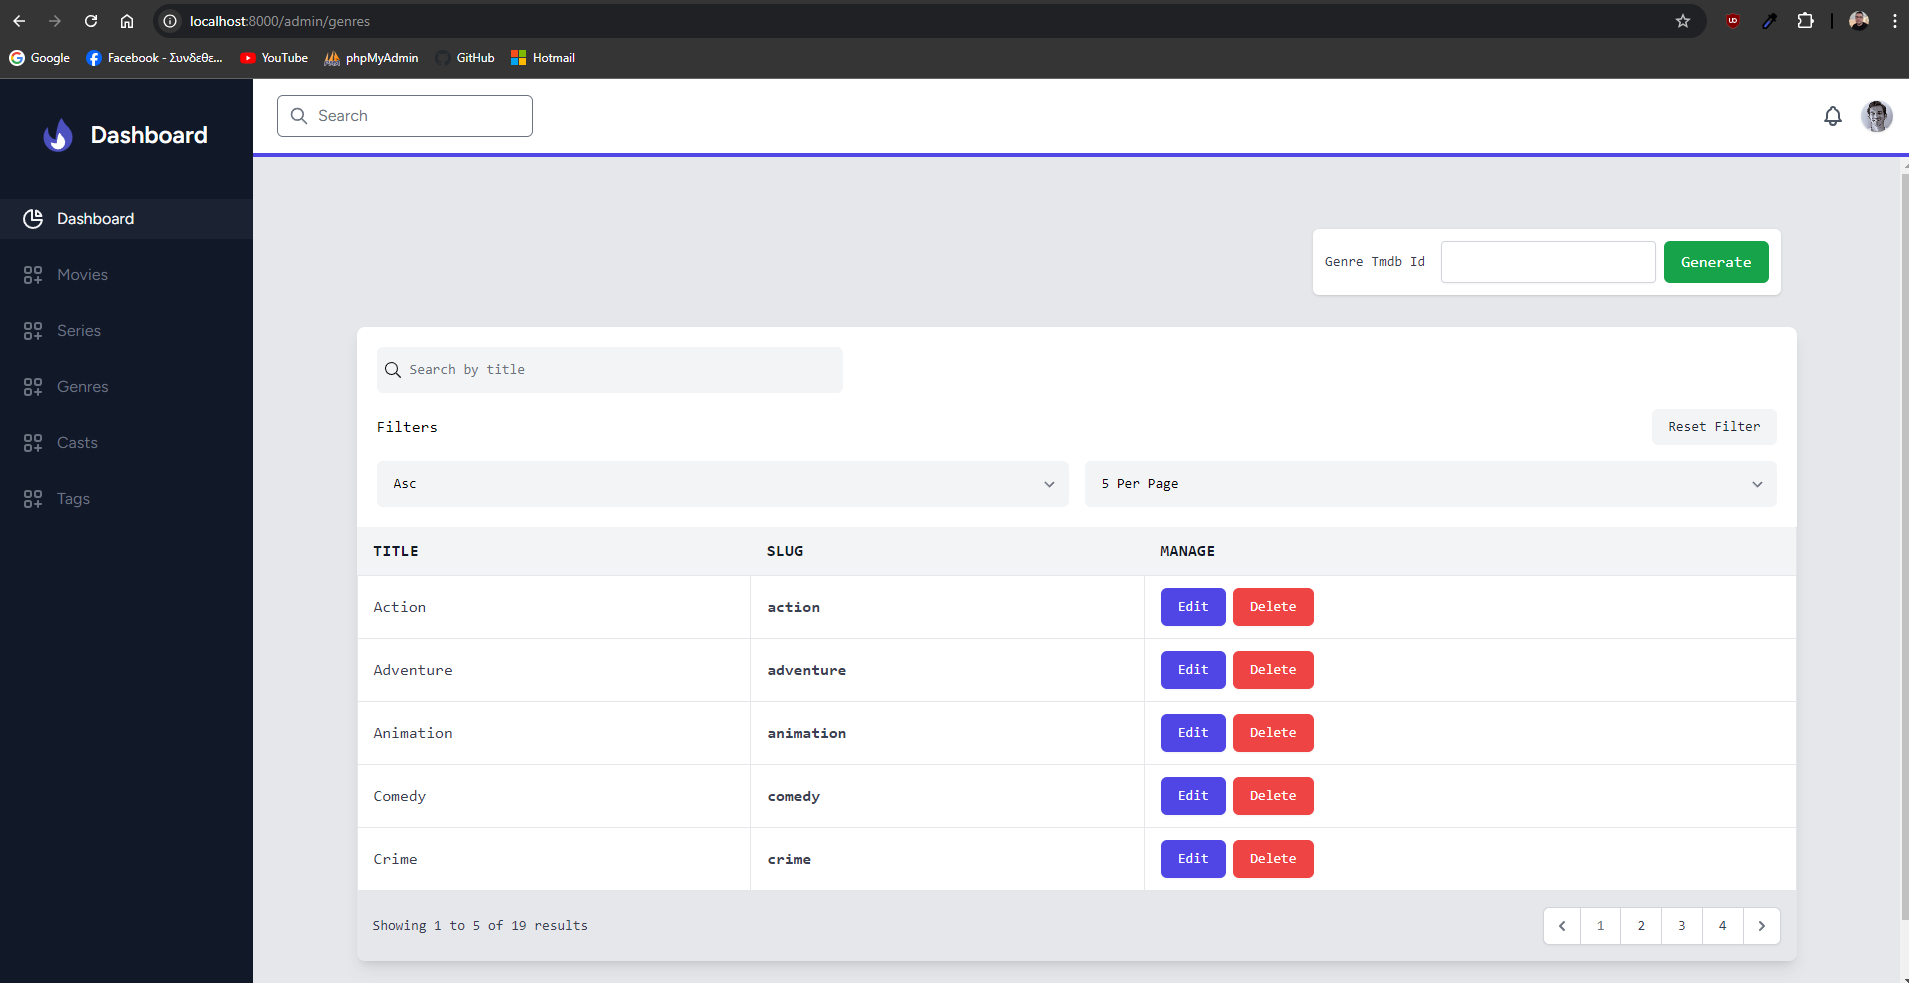 localhost:8000/admin/genres
Google Facebook - Συνδεθε... YouTube phpMyAdmin GitHub Hotmail
Dashboard
Search
Dashboard
Movies
Series
Genres
Casts
Tags
Genre Tmdb Id Generate
Search by title
Filters Reset Filter
Asc 5 Per Page
TITLE SLUG MANAGE
Action action Edit Delete
Adventure adventure Edit Delete
Animation animation Edit Delete
Comedy comedy Edit Delete
Crime crime Edit Delete
Showing 1 to 5 of 19 results 1 2 3 4